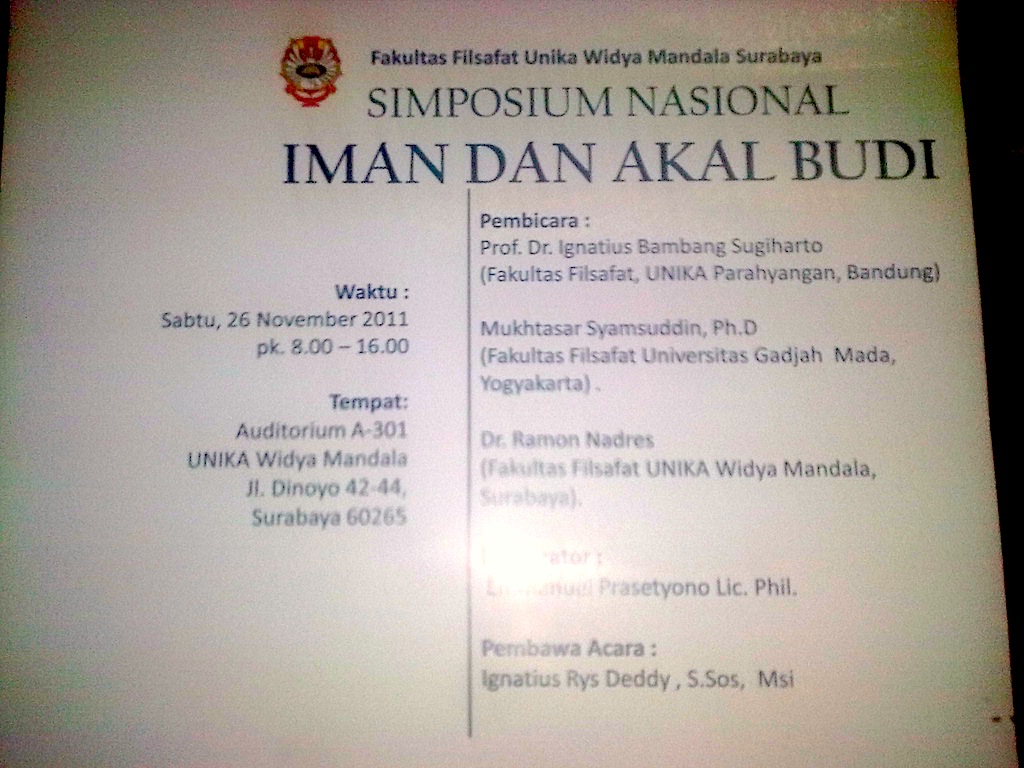 Fakultas Filsafat Unika Widya Mandala Surabaya
SIMPOSIUM NASIONAL
IMAN DAN AKAL BUDI
Waktu :
Sabtu, 26 November 2011
pk. 8.00 – 16.00
Tempat:
Auditorium A-301
UNIKA Widya Mandala
Jl. Dinoyo 42-44,
Surabaya 60265
Pembicara :
Prof. Dr. Ignatius Bambang Sugiharto
(Fakultas Filsafat, UNIKA Parahyangan, Bandung)
Mukhtasar Syamsuddin, Ph.D
(Fakultas Filsafat Universitas Gadjah Mada,
Yogyakarta) .
Dr. Ramon Nadres
(Fakultas Filsafat UNIKA Widya Mandala,
Surabaya).
Prasetyono Lic. Phil.
Pembawa Acara :
Ignatius Rys Deddy , S.Sos, Msi